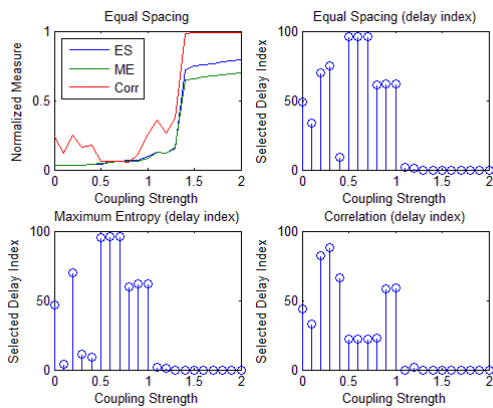 Equal Spacing
Normalized Measure
1
0.5
0
ES
ME
Corr
0 0.5 1 1.5 2
Coupling Strength
Equal Spacing (delay index)
Selected Delay Index
100
50
0
0 0.5 1 1.5 2
Coupling Strength
Maximum Entropy (delay index)
Selected Delay Index
100
50
0
0 0.5 1 1.5 2
Coupling Strength
Correlation (delay index)
Selected Delay Index
100
50
0
0 0.5 1 1.5 2
Coupling Strength